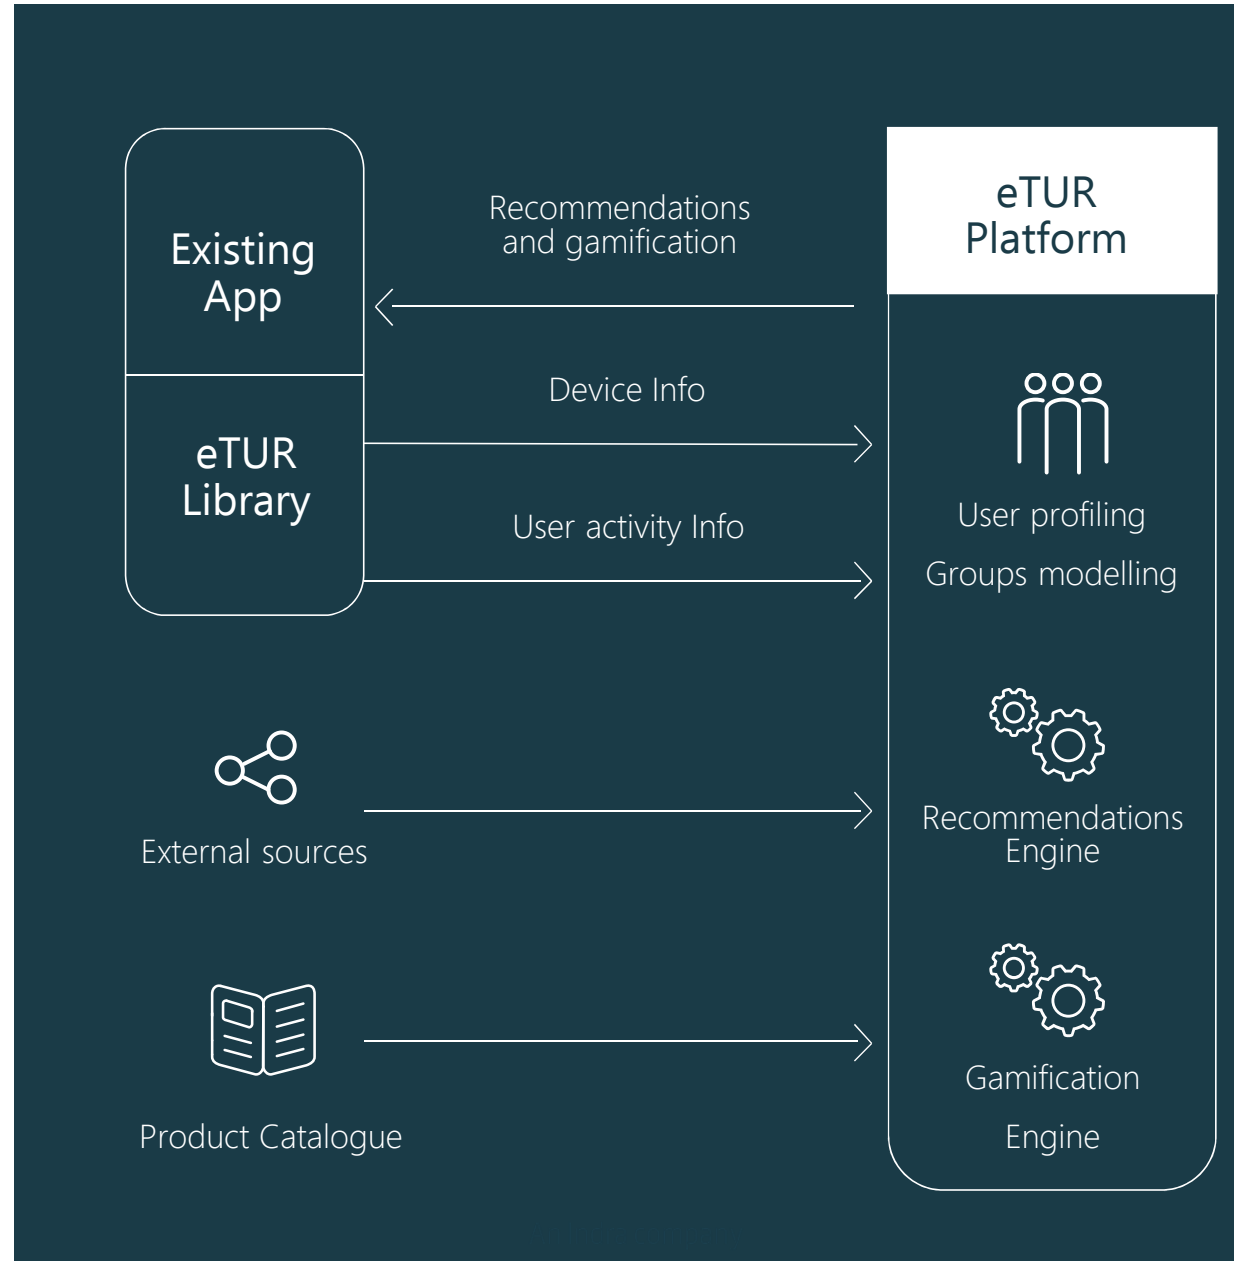 Existing
App
eTUR
Library
Recommendations
and gamification
Device Info
User activity Info
External sources
Product Catalogue
eTUR
Platform
User profiling
Groups modelling
Recommendations
Engine
Gamification
Engine